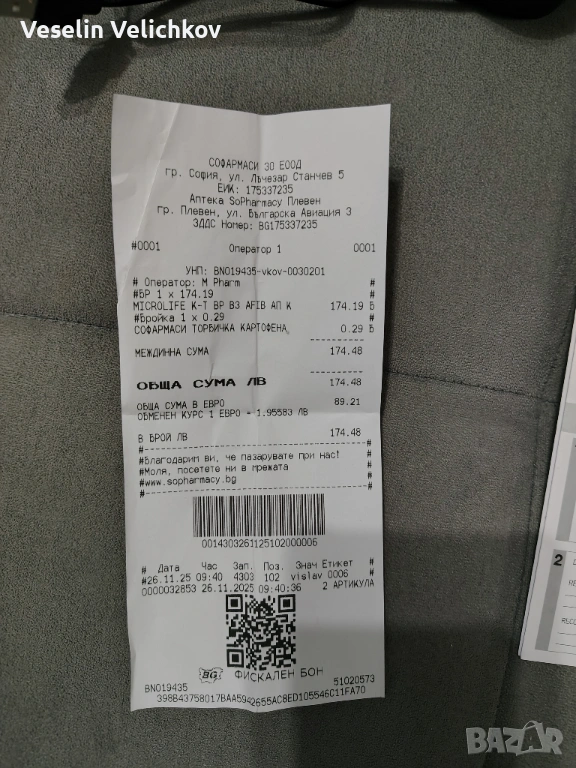 Veselin Velichkov
СОФАРМАСИ 30 ЕООД
гр. София, ул. Лъчезар Станчев 5
ЕИК: 175337235
Аптека SoPharmacy Плевен
гр. Плевен, ул. Българска Авиация 3
ЗДДС Номер: BG175337235
#0001 Оператор 1 0001
УНП: BN019435-vkov-0030201
# Оператор: M Pharm #
#БР 1 x 174.19 #
MICROLIFE К-Т BP B3 AFIB АП К 174.19 Б
#Бройка 1 x 0.29 #
СОФАРМАСИ ТОРБИЧКА КАРТОФЕНА, 0.29 Б
МЕЖДИННА СУМА 174.48
ОБЩА СУМА ЛВ 174.48
ОБЩА СУМА В ЕВРО 89.21
ОБМЕНЕН КУРС 1 ЕВРО = 1.95583 ЛВ
В БРОЙ ЛВ 174.48
#Благодарим ви, че пазарувате при нас! #
#Моля, посетете ни в мрежата #
#www.sopharmacy.bg #
0014303261125102000006
# Дата Час Зап. Поз. Знач Етикет #
#26.11.25 09:40 4303 102 vislav 0006 #
0000032853 26.11.2025 09:40:36 2 АРТИКУЛА
BG ФИСКАЛЕН БОН
BN019435 51020573
398B43758017BAA5942655AC8ED105546C11FA70
2
BAZAR